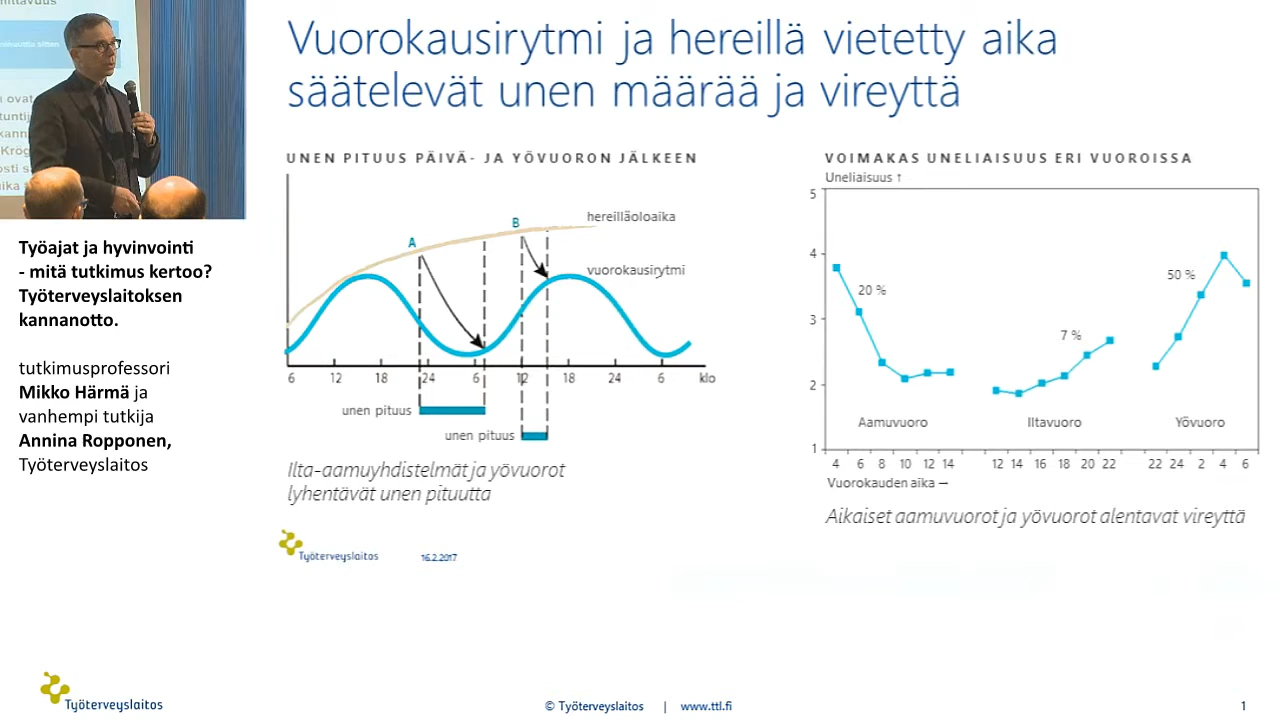 Vuorokausirytmi ja hereillä vietetty aika
säätelevät unen määrää ja vireyttä
Työajat ja hyvinvointi
- mitä tutkimus kertoo?
Työterveyslaitoksen
kannanotto.
tutkimusprofessori
Mikko Härmä ja
vanhempi tutkija
Annina Ropponen,
Työterveyslaitos
UNEN PITUUS PÄIVÄ- JA YÖVUORON JÄLKEEN
A
B
hereilläoloaika
vuorokausirytmi
6 12 18 24 6 12 18 24 6 klo
unen pituus
unen pituus
Ilta-aamuyhdistelmät ja yövuorot
lyhentävät unen pituutta
Työterveyslaitos 16.2.2017
VOIMAKAS UNELIAISUUS ERI VUOROISSA
Uneliaisuus ↑
5
4
3
2
1
20 %
7 %
50 %
Aamuvuoro Iltavuoro Yövuoro
4 6 8 10 12 14 12 14 16 18 20 22 22 24 2 4 6
Vuorokauden aika →
Aikaiset aamuvuorot ja yövuorot alentavat vireyttä
Työterveyslaitos
© Työterveyslaitos | www.ttl.fi
1